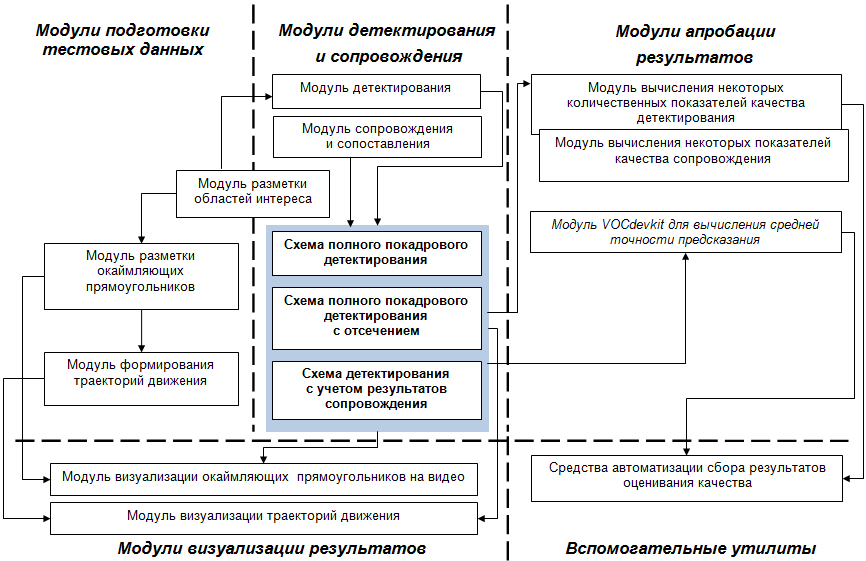 Модули подготовки
тестовых данных
Модули детектирования
и сопровождения
Модули апробации
результатов
Модуль детектирования
Модуль сопровождения
и сопоставления
Модуль вычисления некоторых
количественных показателей качества
детектирования
Модуль вычисления некоторых показателей
качества сопровождения
Модуль разметки
областей интереса
Модуль VOCdevkit для вычисления средней
точности предсказания
Модуль разметки
окаймляющих
прямоугольников
Схема полного покадрового
детектирования
Схема полного покадрового
детектирования
с отсечением
Схема детектирования
с учетом результатов
сопровождения
Модуль формирования
траекторий движения
Модуль визуализации окаймляющих прямоугольников на видео
Модуль визуализации траекторий движения
Средства автоматизации сбора результатов
оценивания качества
Модули визуализации результатов
Вспомогательные утилиты